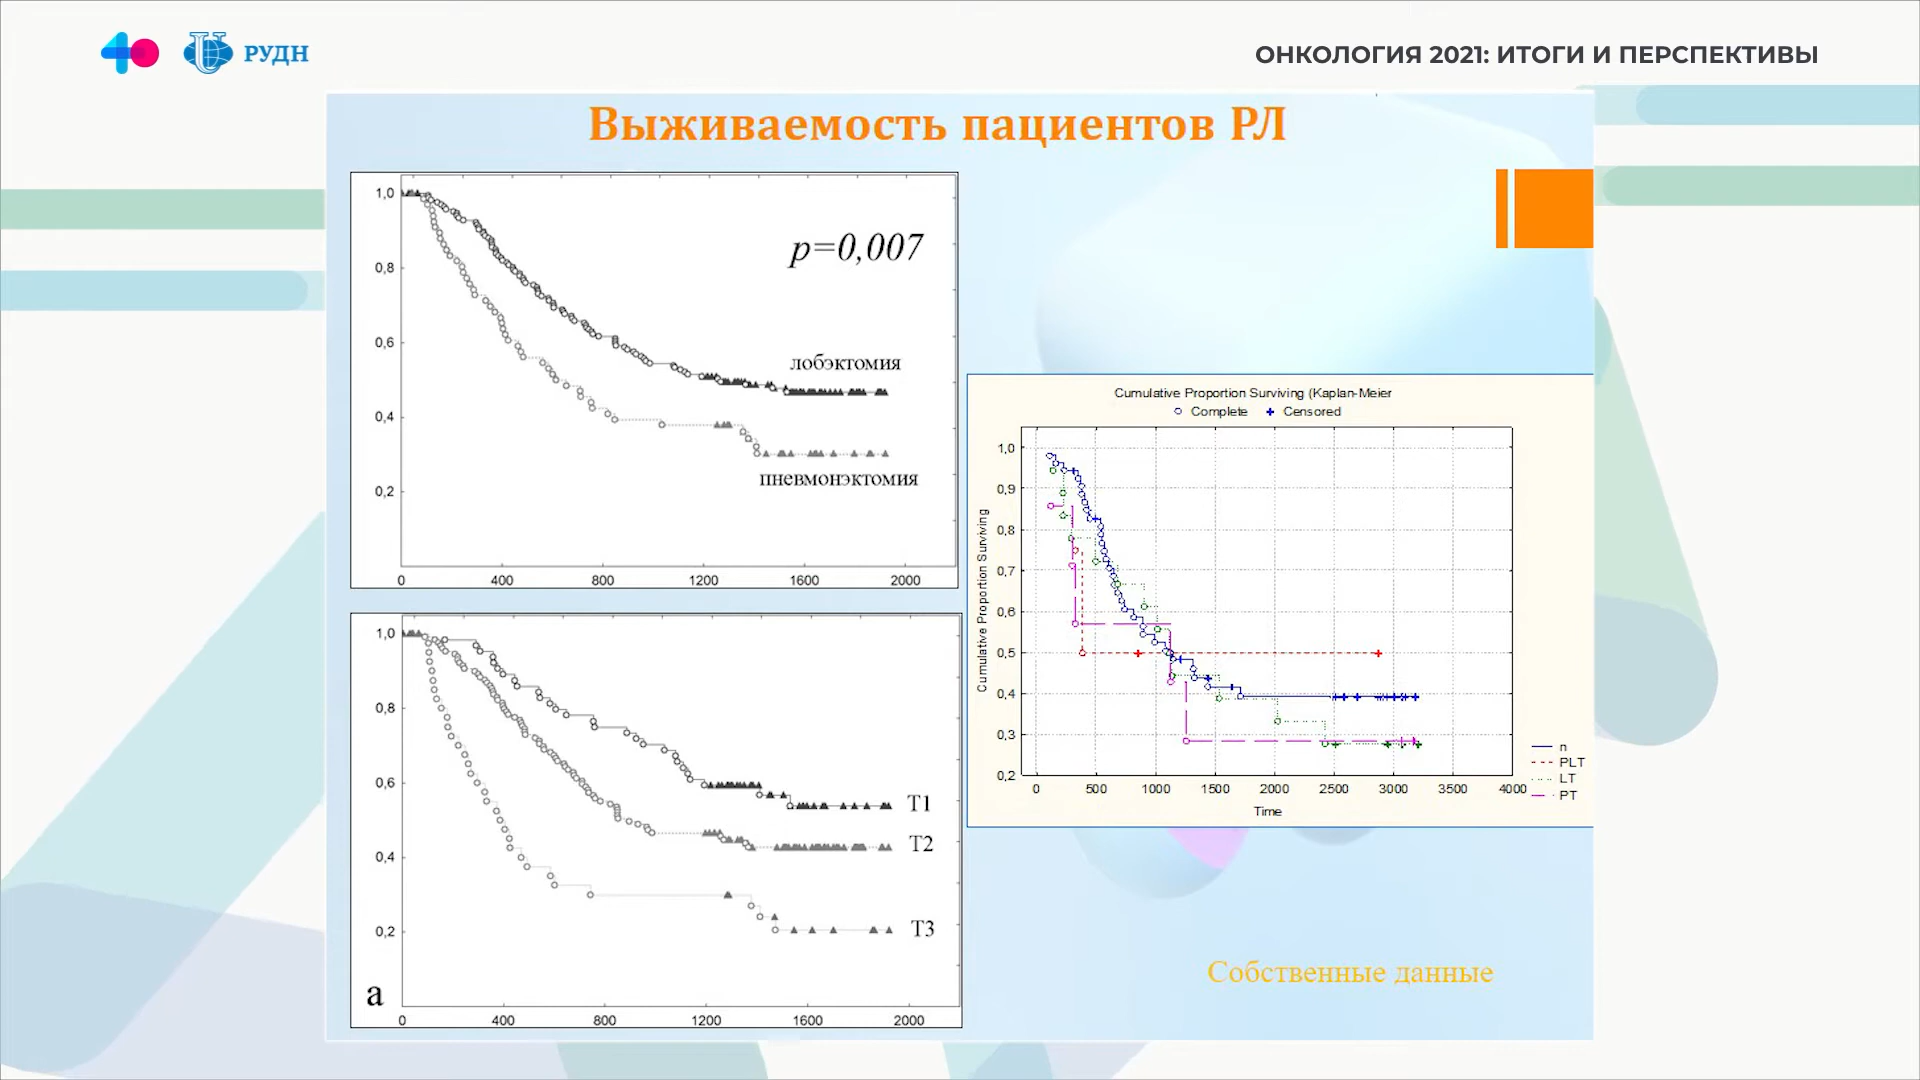 РУДН
ОНКОЛОГИЯ 2021: ИТОГИ И ПЕРСПЕКТИВЫ
Выживаемость пациентов РЛ
1,0
0,8
0,6
0,4
0,2
p=0,007
лобэктомия
пневмонэктомия
0 400 800 1200 1600 2000
1,0
0,8
0,6
0,4
0,2
T1
T2
T3
а
0 400 800 1200 1600 2000
Cumulative Proportion Surviving (Kaplan-Meier
Complete Censored
Cumulative Proportion Surviving
1,0
0,9
0,8
0,7
0,6
0,5
0,4
0,3
0,2
0 500 1000 1500 2000 2500 3000 3500 4000
Time
n
PLT
LT
PT
Собственные данные